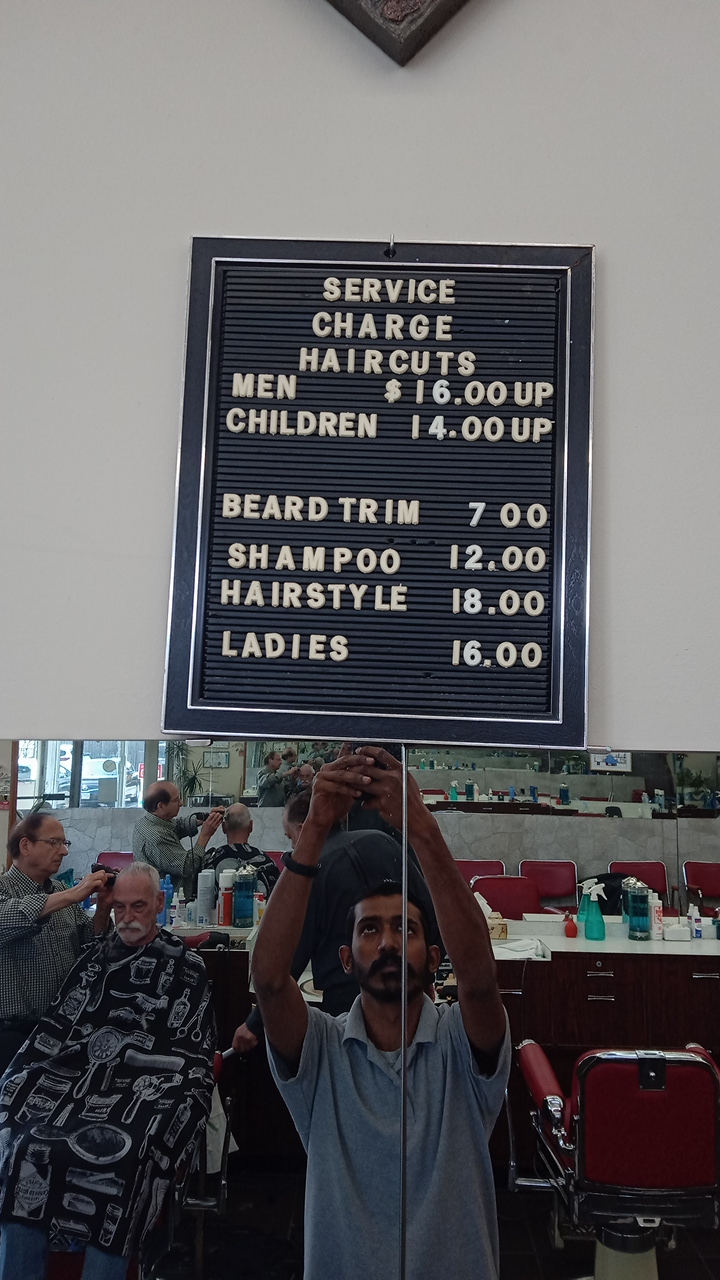 SERVICE
CHARGE
HAIRCUTS
MEN $16.00 UP
CHILDREN 14.00 UP
BEARD TRIM 7 00
SHAMPOO 12.00
HAIRSTYLE 18.00
LADIES 16.00